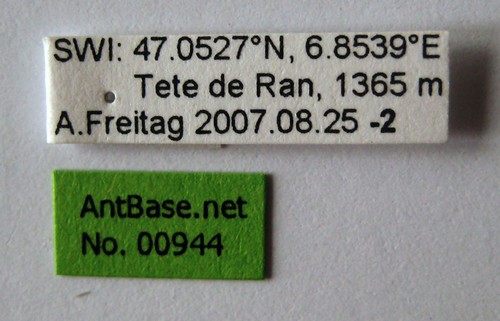 SWI: 47.0527°N, 6.8539°E
Tete de Ran, 1365 m
A.Freitag 2007.08.25 -2
AntBase.net
No. 00944